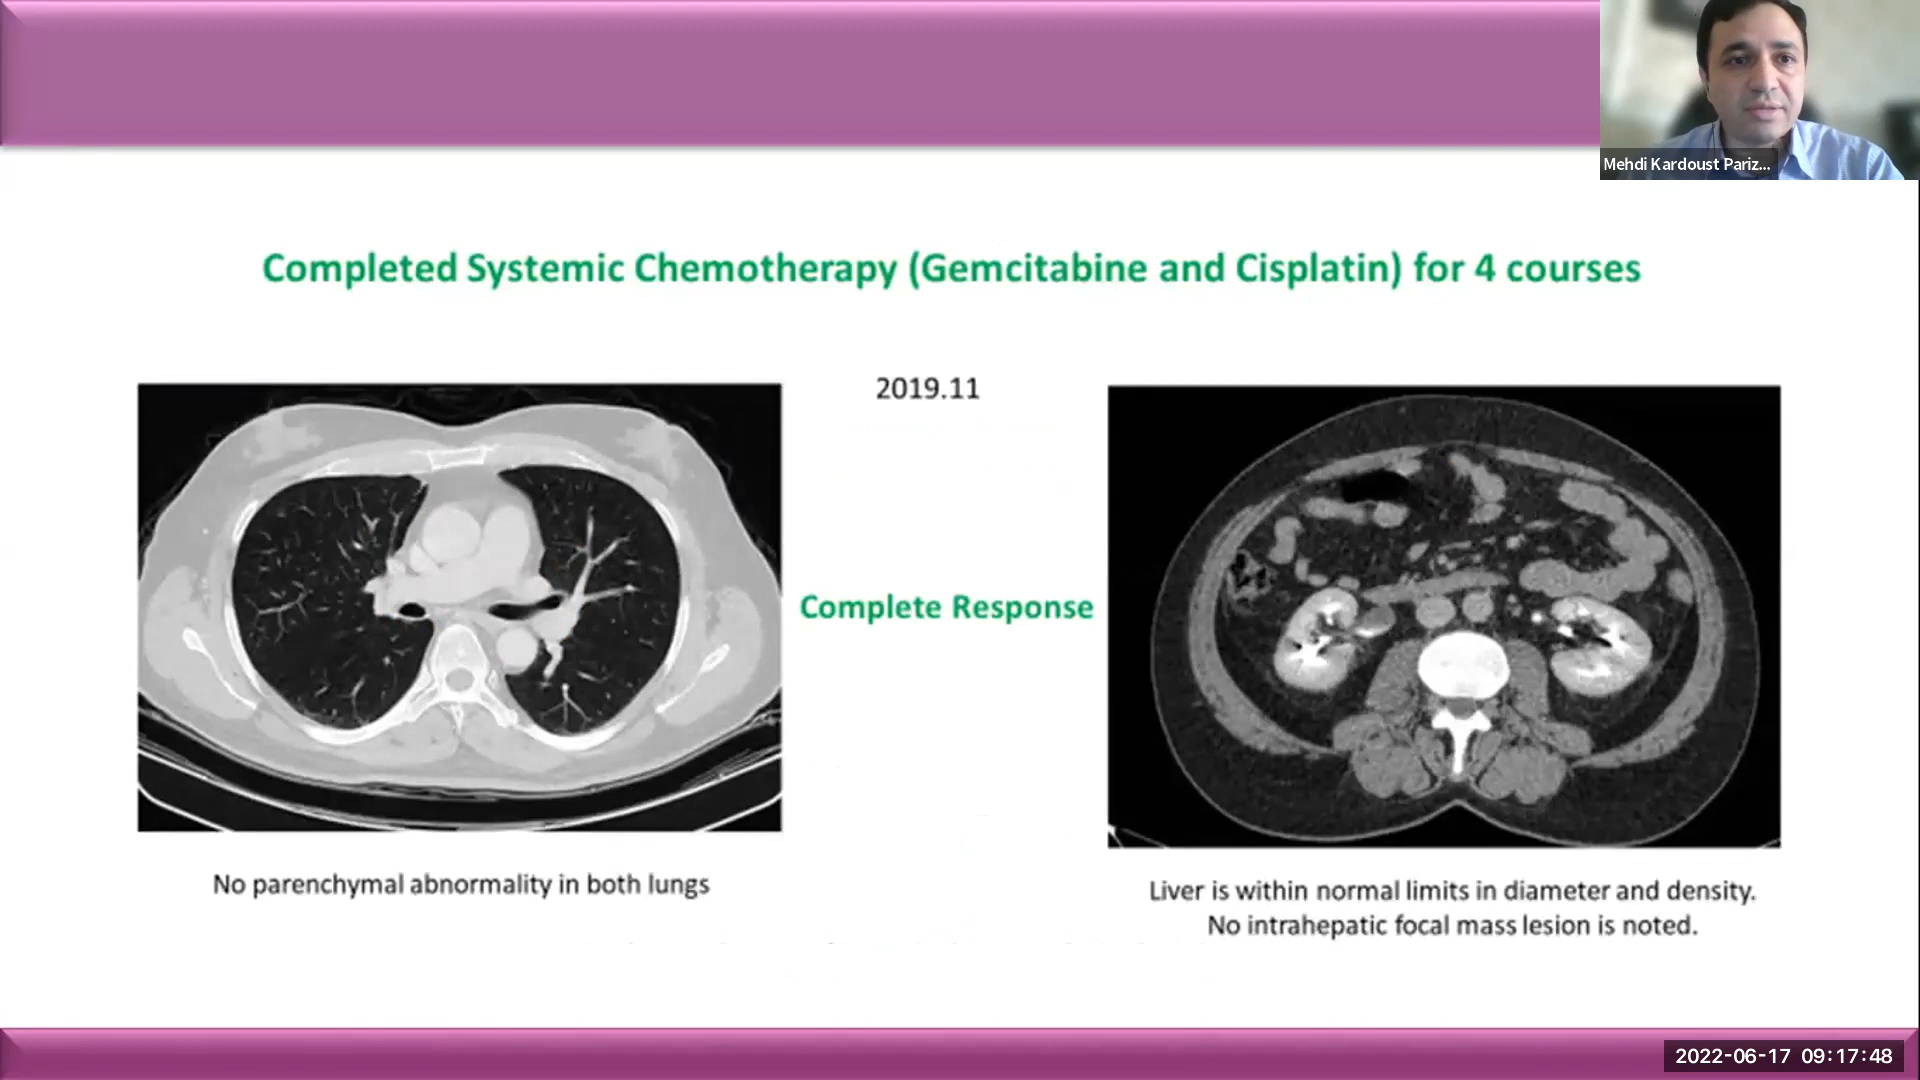 Mehdi Kardoust Pariz...
Completed Systemic Chemotherapy (Gemcitabine and Cisplatin) for 4 courses
2019.11
Complete Response
No parenchymal abnormality in both lungs
Liver is within normal limits in diameter and density.
No intrahepatic focal mass lesion is noted.
2022-06-17 09:17:48